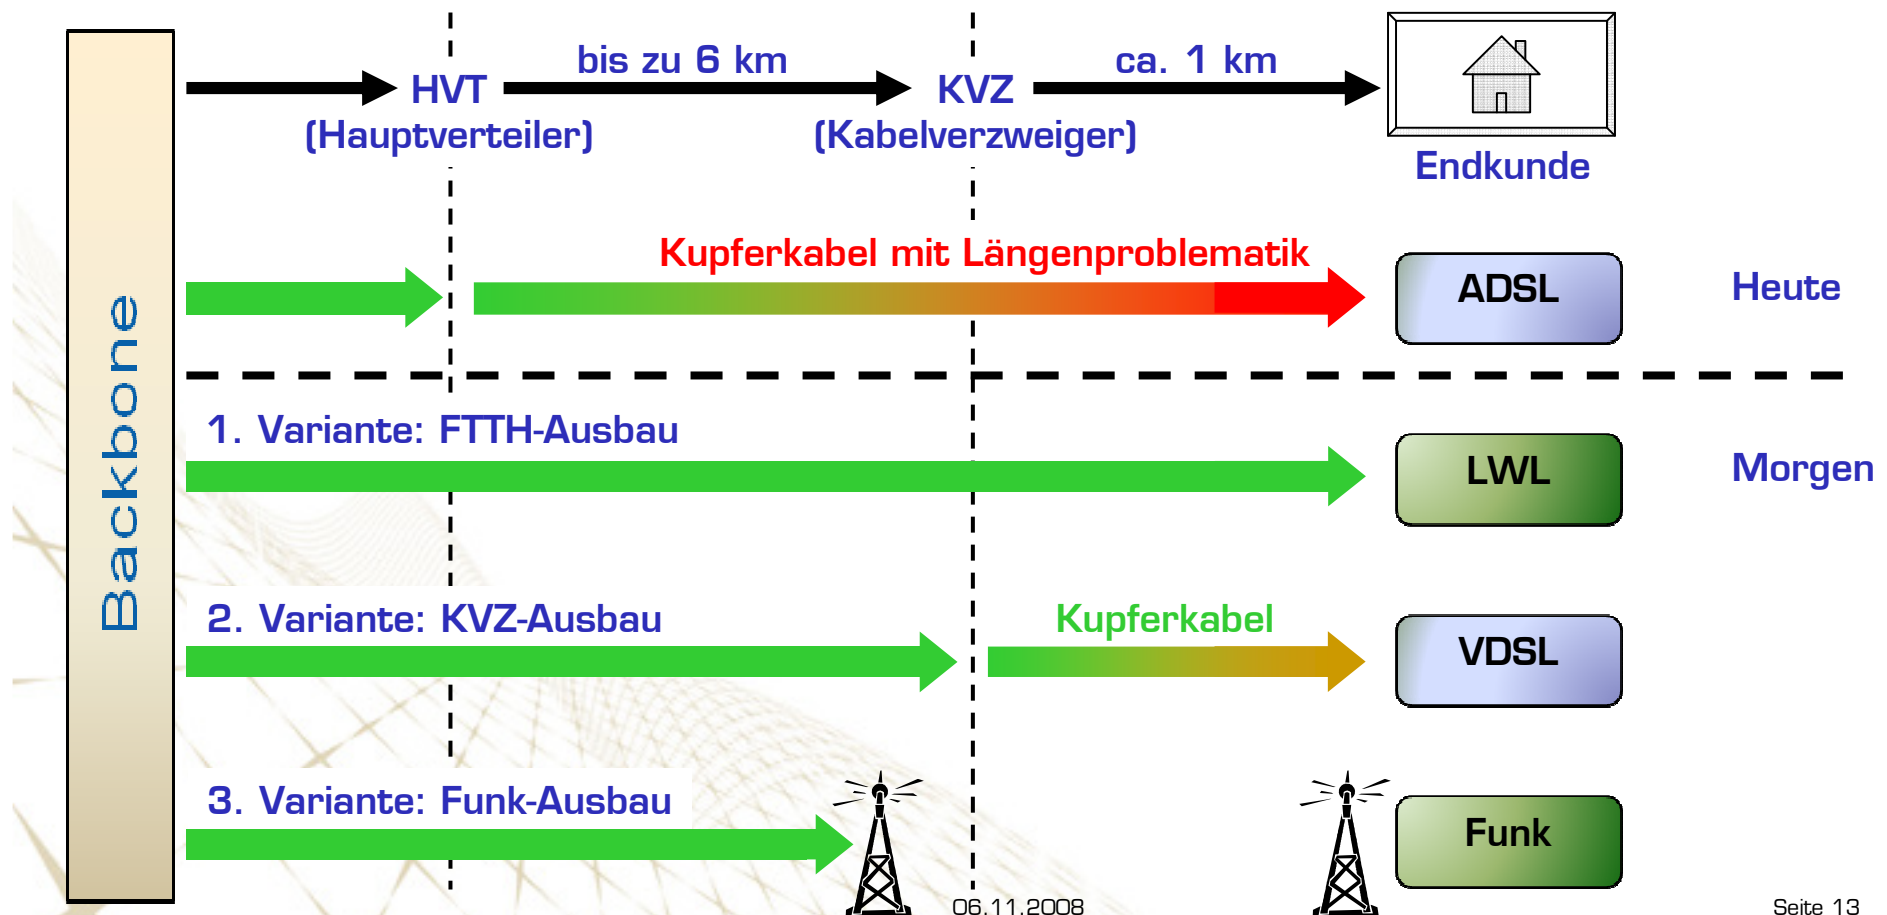 bis zu 6 km
ca. 1 km
HVT
KVZ
(Hauptverteiler)
(Kabelverzweiger)
Endkunde
Backbone
Kupferkabel mit Längenproblematik
ADSL
Heute
1. Variante: FTTH-Ausbau
LWL
Morgen
2. Variante: KVZ-Ausbau
Kupferkabel
VDSL
3. Variante: Funk-Ausbau
Funk
06.11.2008
Seite 13